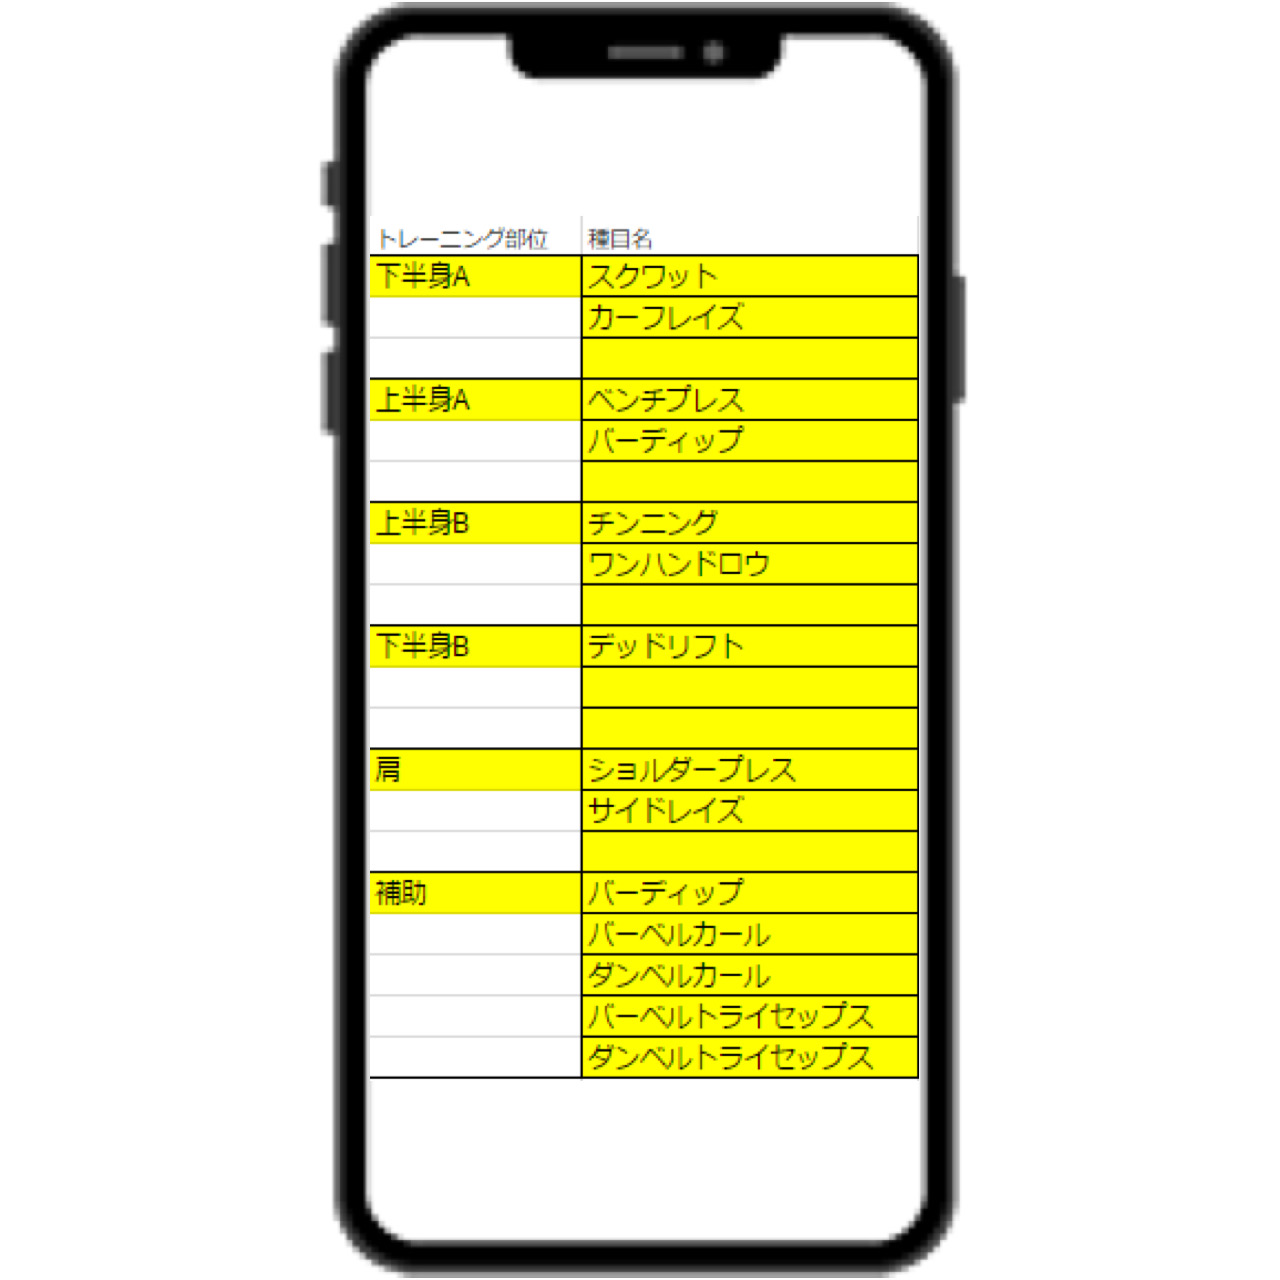 トレーニング部位 種目名
下半身A スクワット
カーフレイズ
上半身A ベンチプレス
バーディップ
上半身B チンニング
ワンハンドロウ
下半身B デッドリフト
肩 ショルダープレス
サイドレイズ
補助 バーディップ
バーベルカール
ダンベルカール
バーベルトライセップス
ダンベルトライセップス